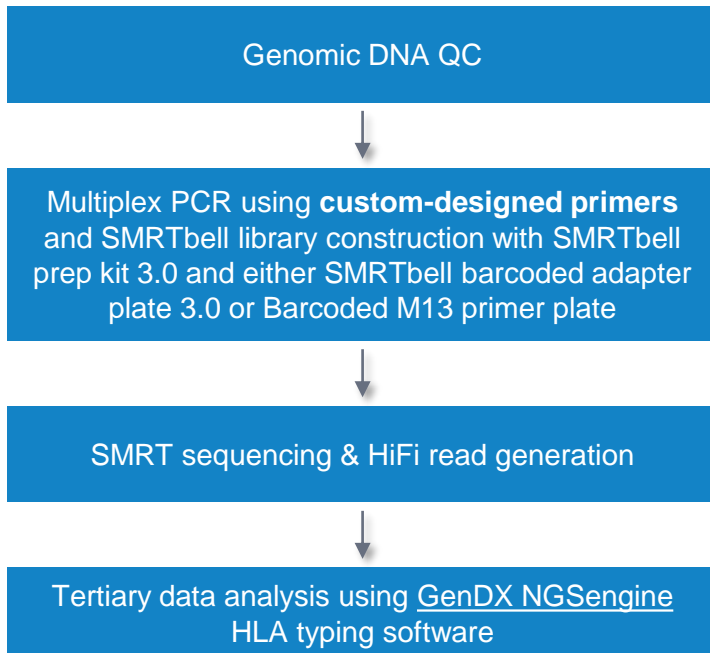 Genomic DNA QC
Multiplex PCR using custom-designed primers
and SMRTbell library construction with SMRTbell
prep kit 3.0 and either SMRTbell barcoded adapter
plate 3.0 or Barcoded M13 primer plate
SMRT sequencing & HiFi read generation
Tertiary data analysis using GenDX NGSengine
HLA typing software